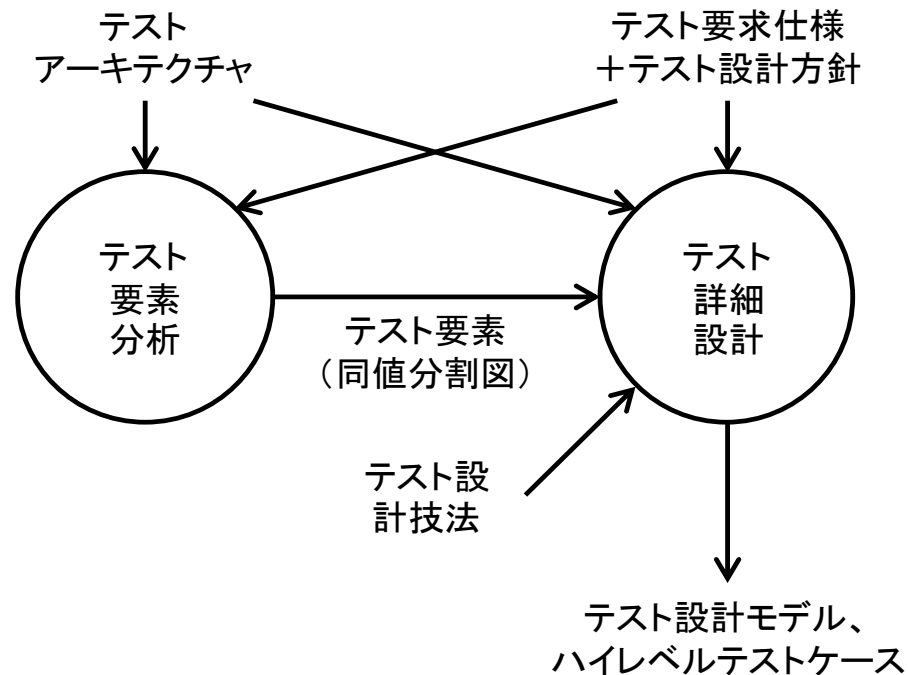 テスト
アーキテクチャ
テスト要求仕様
＋テスト設計方針
テスト
要素
分析
テスト
詳細
設計
テスト要素
（同値分割図）
テスト設
計技法
テスト設計モデル、
ハイレベルテストケース